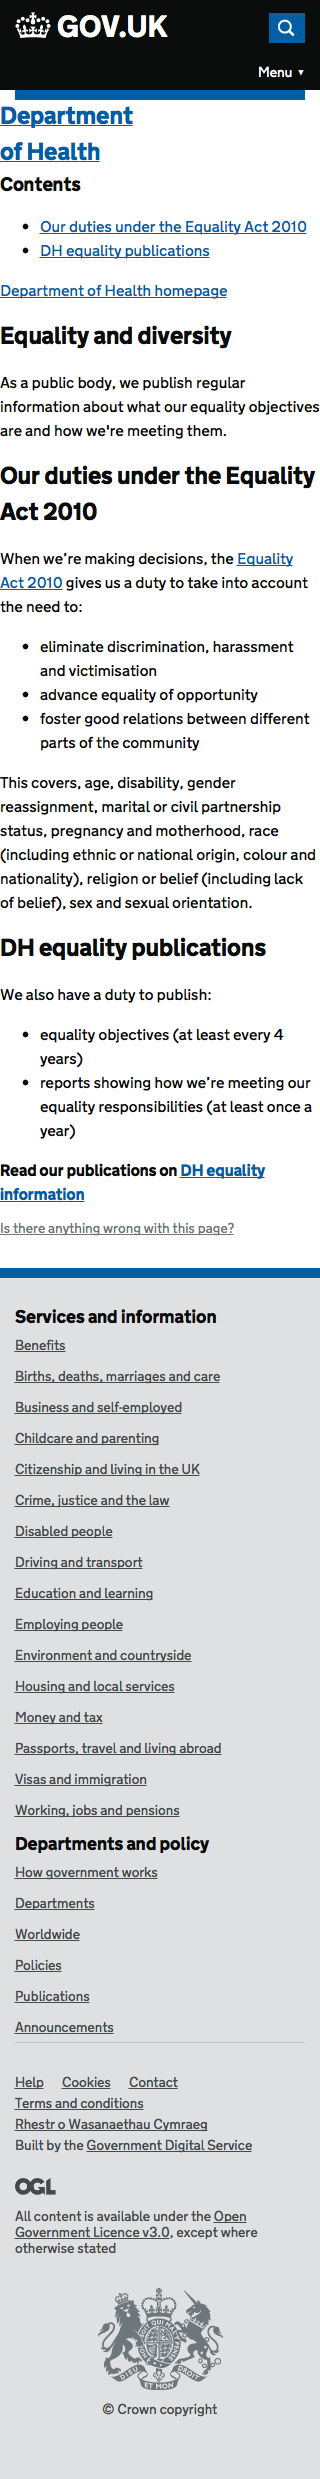 GOV.UK
Menu ▼
Department
of Health
Contents
• Our duties under the Equality Act 2010
• DH equality publications
Department of Health homepage
Equality and diversity
As a public body, we publish regular
information about what our equality objectives
are and how we're meeting them.
Our duties under the Equality
Act 2010
When we’re making decisions, the Equality
Act 2010 gives us a duty to take into account
the need to:
• eliminate discrimination, harassment
and victimisation
• advance equality of opportunity
• foster good relations between different
parts of the community
This covers, age, disability, gender
reassignment, marital or civil partnership
status, pregnancy and motherhood, race
(including ethnic or national origin, colour and
nationality), religion or belief (including lack
of belief), sex and sexual orientation.
DH equality publications
We also have a duty to publish:
• equality objectives (at least every 4
years)
• reports showing how we’re meeting our
equality responsibilities (at least once a
year)
Read our publications on DH equality
information
Is there anything wrong with this page?
Services and information
Benefits
Births, deaths, marriages and care
Business and self-employed
Childcare and parenting
Citizenship and living in the UK
Crime, justice and the law
Disabled people
Driving and transport
Education and learning
Employing people
Environment and countryside
Housing and local services
Money and tax
Passports, travel and living abroad
Visas and immigration
Working, jobs and pensions
Departments and policy
How government works
Departments
Worldwide
Policies
Publications
Announcements
Help Cookies Contact
Terms and conditions
Rhestr o Wasanaethau Cymraeg
Built by the Government Digital Service
OGL
All content is available under the Open
Government Licence v3.0, except where
otherwise stated
DIEU ET MON DROIT
© Crown copyright